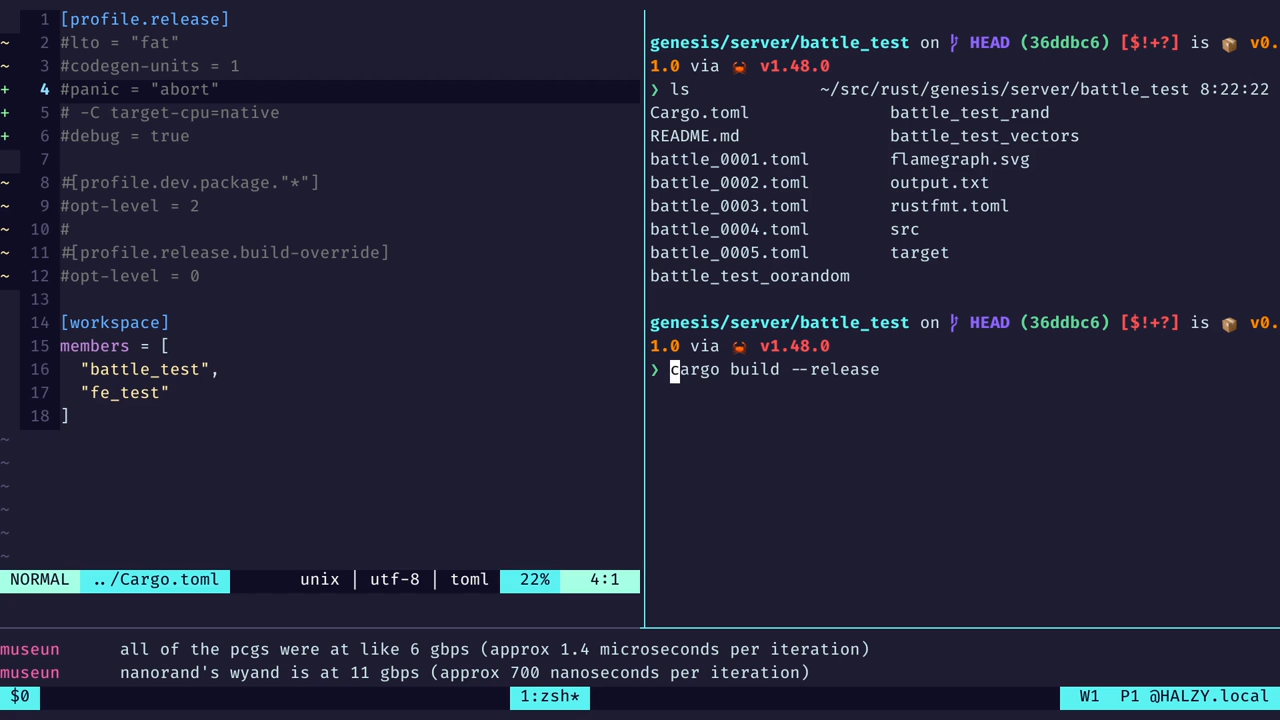 1 [profile.release]
~ 2 #lto = "fat"
~ 3 #codegen-units = 1
+ 4 #panic = "abort"
+ 5 # -C target-cpu=native
+ 6 #debug = true
7
~ 8 #[profile.dev.package."*"]
~ 9 #opt-level = 2
~ 10 #
~ 11 #[profile.release.build-override]
~ 12 #opt-level = 0
13
14 [workspace]
15 members = [
16 "battle_test",
17 "fe_test"
18 ]
~
~
~
~
~
~
NORMAL ../Cargo.toml unix | utf-8 | toml 22% 4:1
genesis/server/battle_test on HEAD (36ddbc6) [$!+?] is 📦 v0.
1.0 via 🦀 v1.48.0
❯ ls ~/src/rust/genesis/server/battle_test 8:22:22
Cargo.toml battle_test_rand
README.md battle_test_vectors
battle_0001.toml flamegraph.svg
battle_0002.toml output.txt
battle_0003.toml rustfmt.toml
battle_0004.toml src
battle_0005.toml target
battle_test_oorandom
genesis/server/battle_test on HEAD (36ddbc6) [$!+?] is 📦 v0.
1.0 via 🦀 v1.48.0
❯ cargo build --release
museun all of the pcgs were at like 6 gbps (approx 1.4 microseconds per iteration)
museun nanorand's wyand is at 11 gbps (approx 700 nanoseconds per iteration)
$0 1:zsh* W1 P1 @HALZY.local